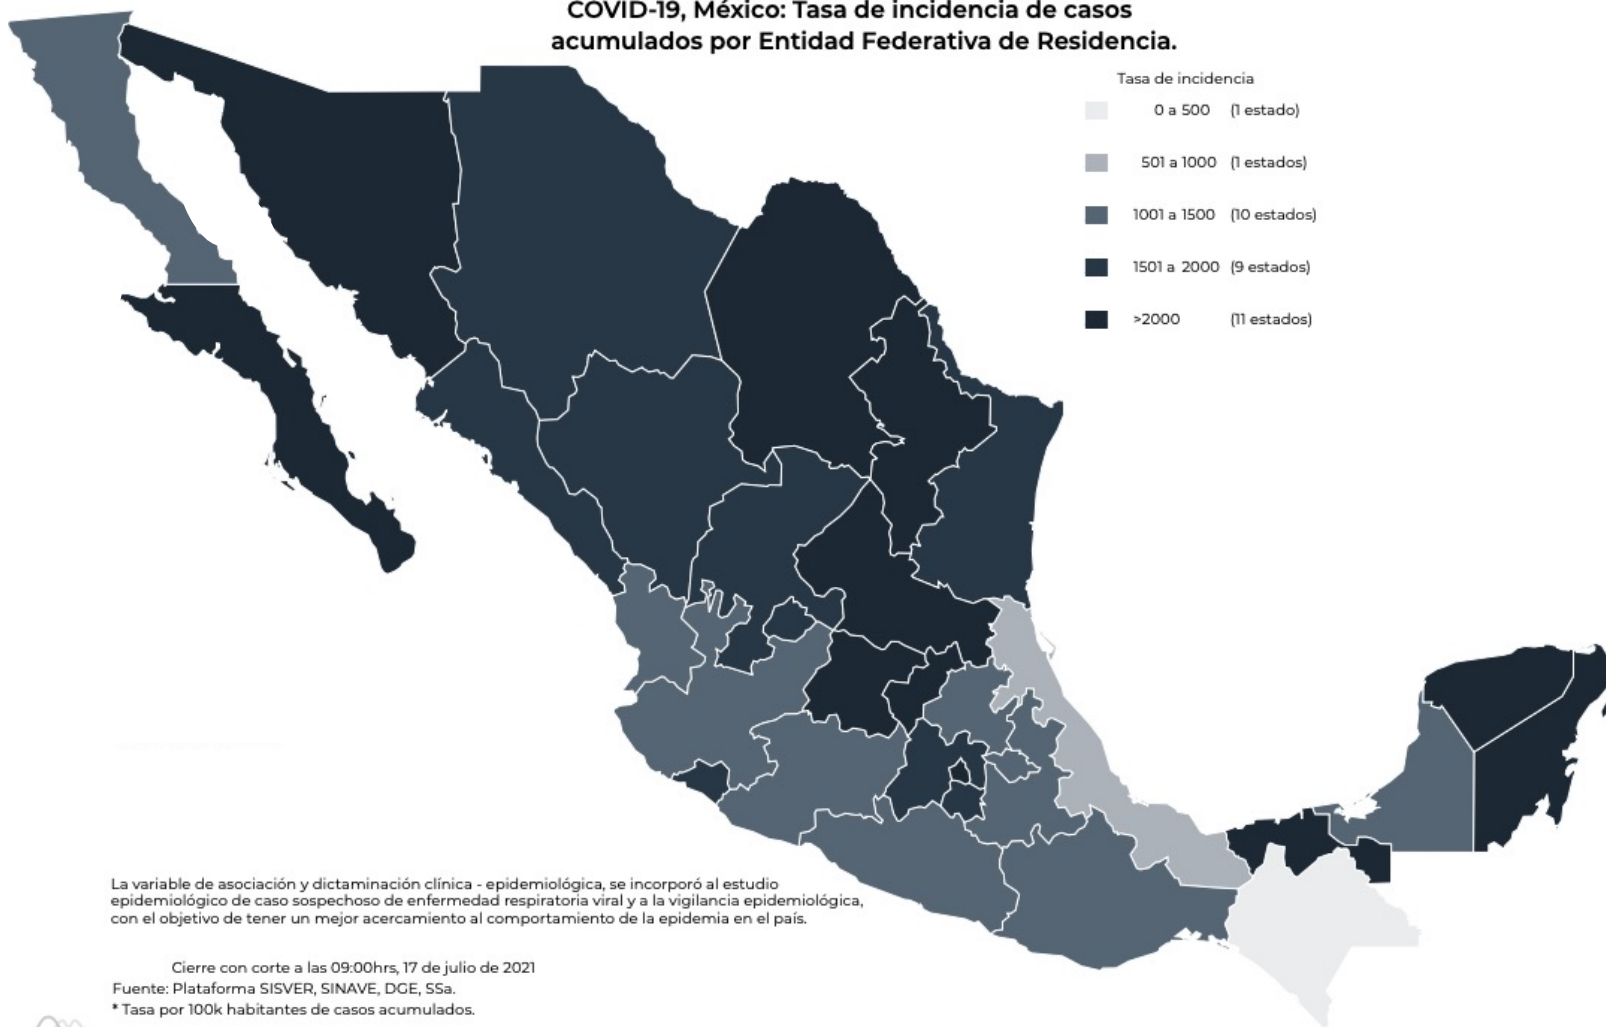 COVID-19, México: Tasa de incidencia de casos
acumulados por Entidad Federativa de Residencia.
Tasa de incidencia
0 a 500 (1 estado)
501 a 1000 (1 estados)
1001 a 1500 (10 estados)
1501 a 2000 (9 estados)
>2000 (11 estados)
La variable de asociación y dictaminación clínica - epidemiológica, se incorporó al estudio
epidemiológico de caso sospechoso de enfermedad respiratoria viral y a la vigilancia epidemiológica,
con el objetivo de tener un mejor acercamiento al comportamiento de la epidemia en el país.
Cierre con corte a las 09:00hrs, 17 de julio de 2021
Fuente: Plataforma SISVER, SINAVE, DGE, SSa.
* Tasa por 100k habitantes de casos acumulados.